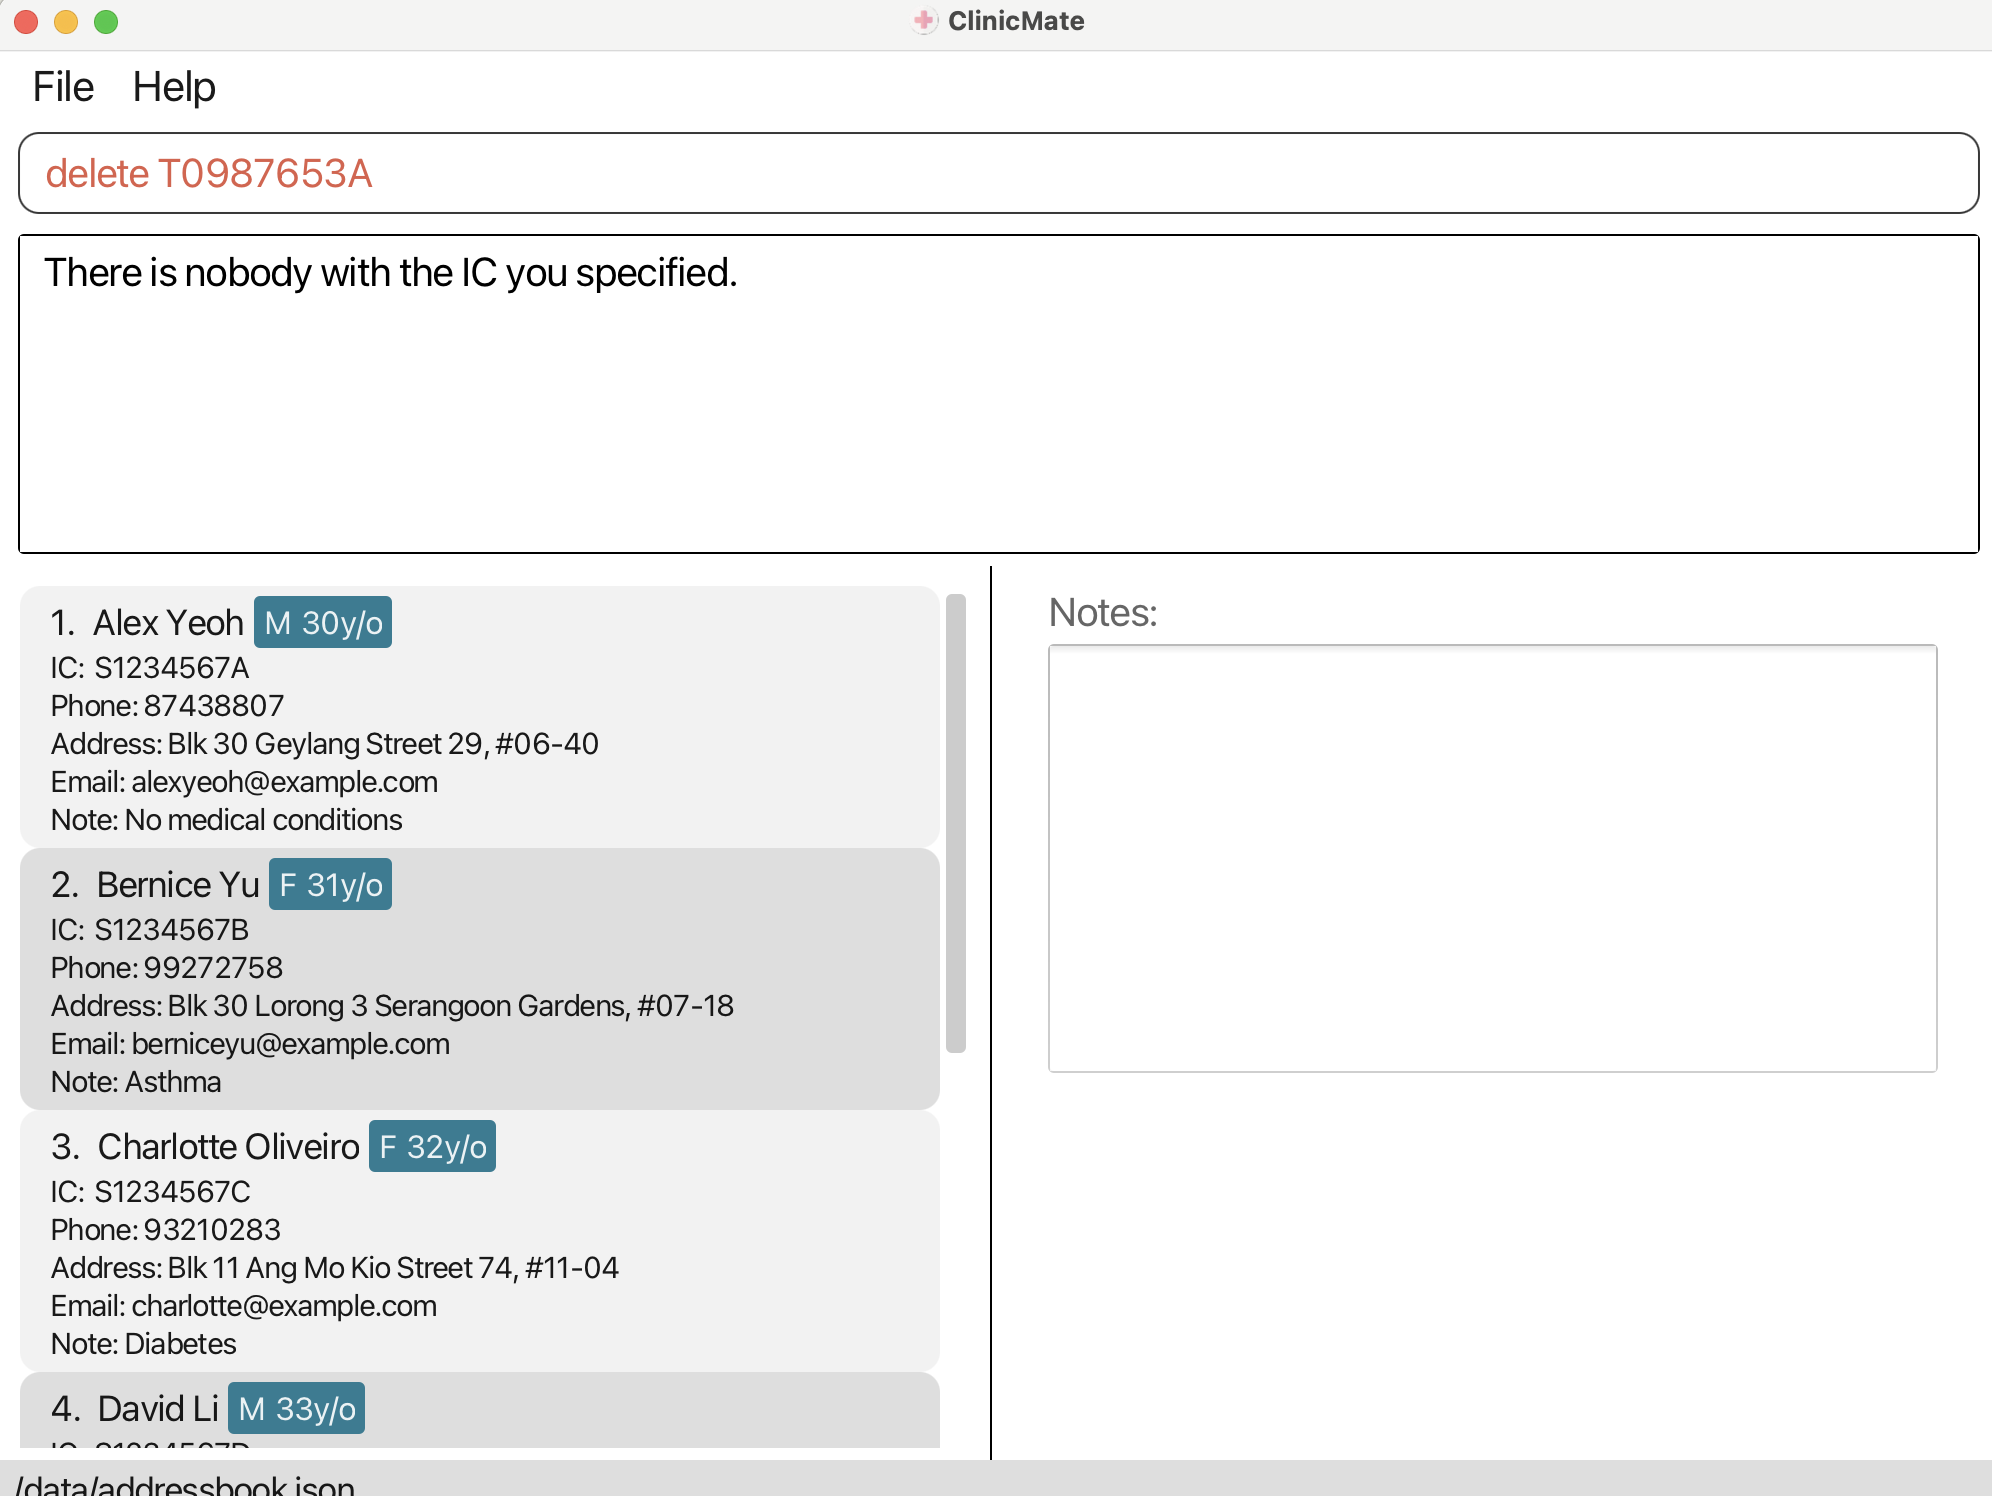 ClinicMate
File Help
delete T0987653A
There is nobody with the IC you specified.
1. Alex Yeoh M 30y/o
IC: S1234567A
Phone: 87438807
Address: Blk 30 Geylang Street 29, #06-40
Email: alexyeoh@example.com
Note: No medical conditions
2. Bernice Yu F 31y/o
IC: S1234567B
Phone: 99272758
Address: Blk 30 Lorong 3 Serangoon Gardens, #07-18
Email: berniceyu@example.com
Note: Asthma
3. Charlotte Oliveiro F 32y/o
IC: S1234567C
Phone: 93210283
Address: Blk 11 Ang Mo Kio Street 74, #11-04
Email: charlotte@example.com
Note: Diabetes
4. David Li M 33y/o
Notes:
/data/addressbook.json